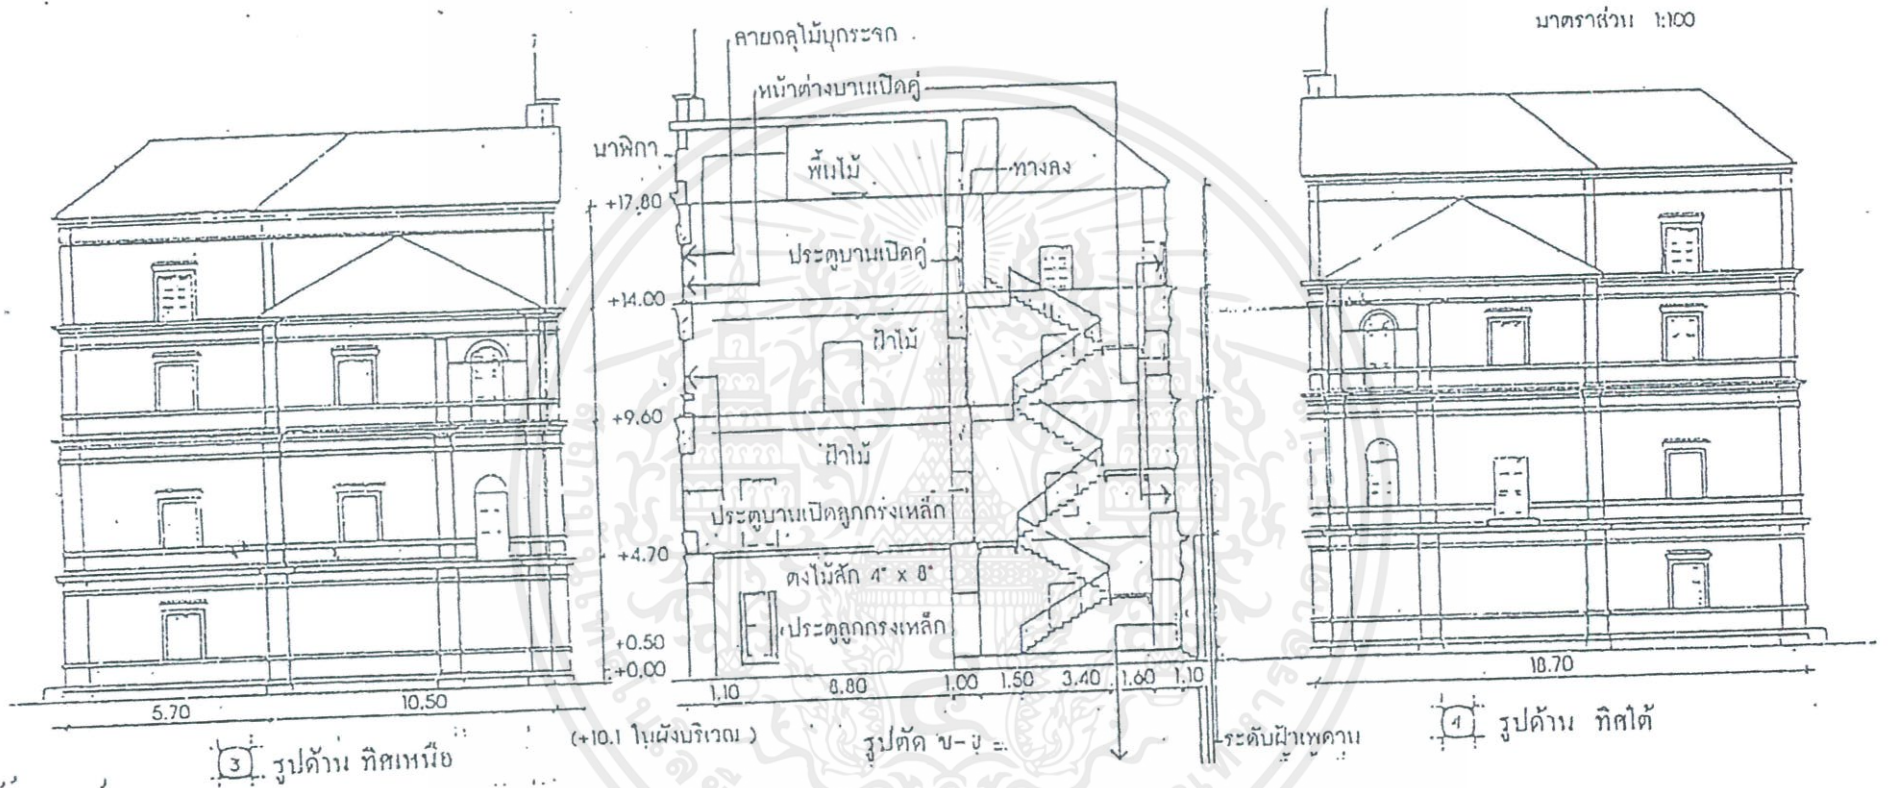 มาตราส่วน 1:100
ลายฉลุไม้บุกระจก
หน้าต่างบานเปิดคู่
นาฬิกา
พื้นไม้
ทางลง
+17.80
ประตูบานเปิดคู่
+14.00
ฝ้าไม้
+9.60
ฝ้าไม้
ประตูบานเปิดลูกกรงเหล็ก
+4.70
ตงไม้สัก 4" x 8"
ประตูลูกกรงเหล็ก
+0.50
+0.00
5.70 10.50
1.10 8.80 1.00 1.50 3.40 1.60 1.10
18.70
3 รูปด้าน ทิศเหนือ
(+10.1 ในผังบริเวณ)
รูปตัด ข-ข
ระดับฝ้าเพดาน
4 รูปด้าน ทิศใต้